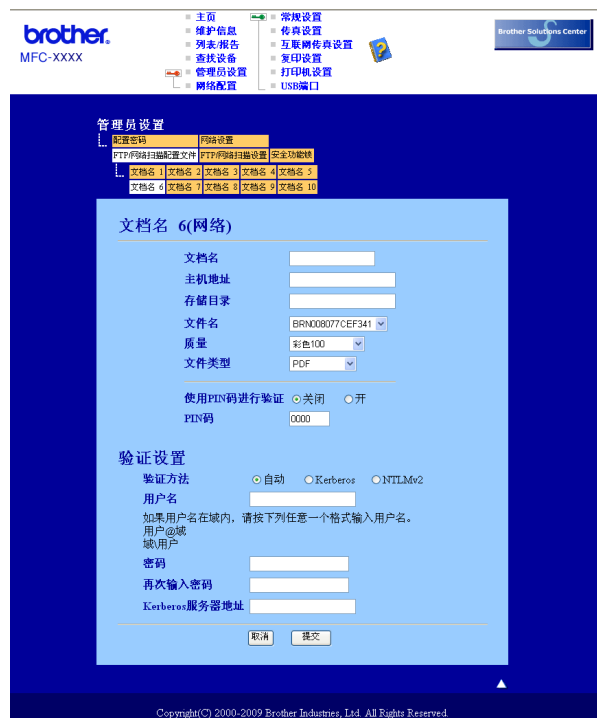 brother.
MFC-XXXX
主页
维护信息
列表/报告
查找设备
管理员设置
网络配置
常规设置
传真设置
互联网传真设置
复印设置
打印机设置
USB端口
Brother Solutions Center
管理员设置
配置密码 网络设置
FTP/网络扫描配置文件 FTP/网络扫描设置 安全功能锁
文档名 1 文档名 2 文档名 3 文档名 4 文档名 5
文档名 6 文档名 7 文档名 8 文档名 9 文档名 10
文档名 6(网络)
文档名
主机地址
存储目录
文件名 BRN008077CEF341
质量 彩色100
文件类型 PDF
使用PIN码进行验证 关闭 开
PIN码 0000
验证设置
验证方法 自动 Kerberos NTLMv2
用户名
如果用户名在域内，请按下列任意一个格式输入用户名。
用户@域
域\用户
密码
再次输入密码
Kerberos服务器地址
取消 提交
Copyright(C) 2000-2009 Brother Industries, Ltd. All Rights Reserved.